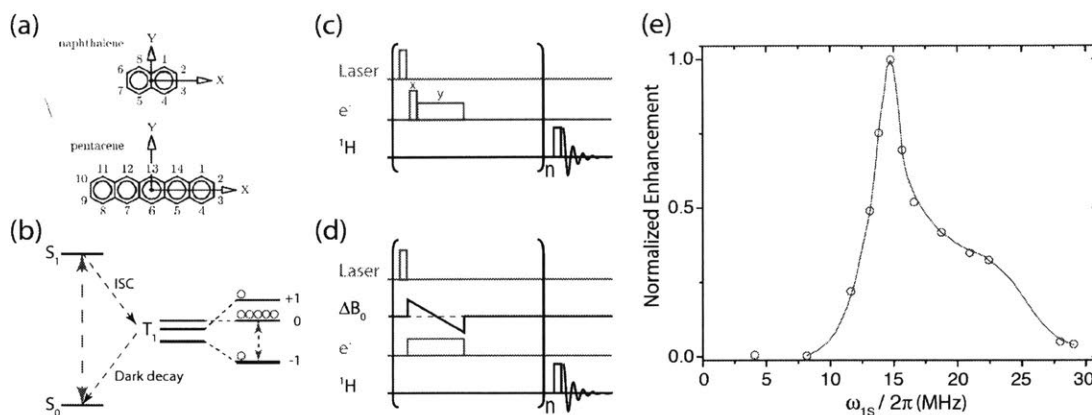 (a)
naphthalene
Y
8 1
6 2
X
7 3
5 4
pentacene
Y
11 12 13 14 1
10 2
X
9 3
8 7 6 5 4
(b)
S1
ISC
T1
+1
0
-1
Dark decay
S0
(c)
Laser
x y
e-
1H
n
(d)
Laser
ΔB0
e-
1H
n
(e)
Normalized Enhancement
1.0
0.5
0.0
0 5 10 15 20 25 30
ω1S / 2π (MHz)